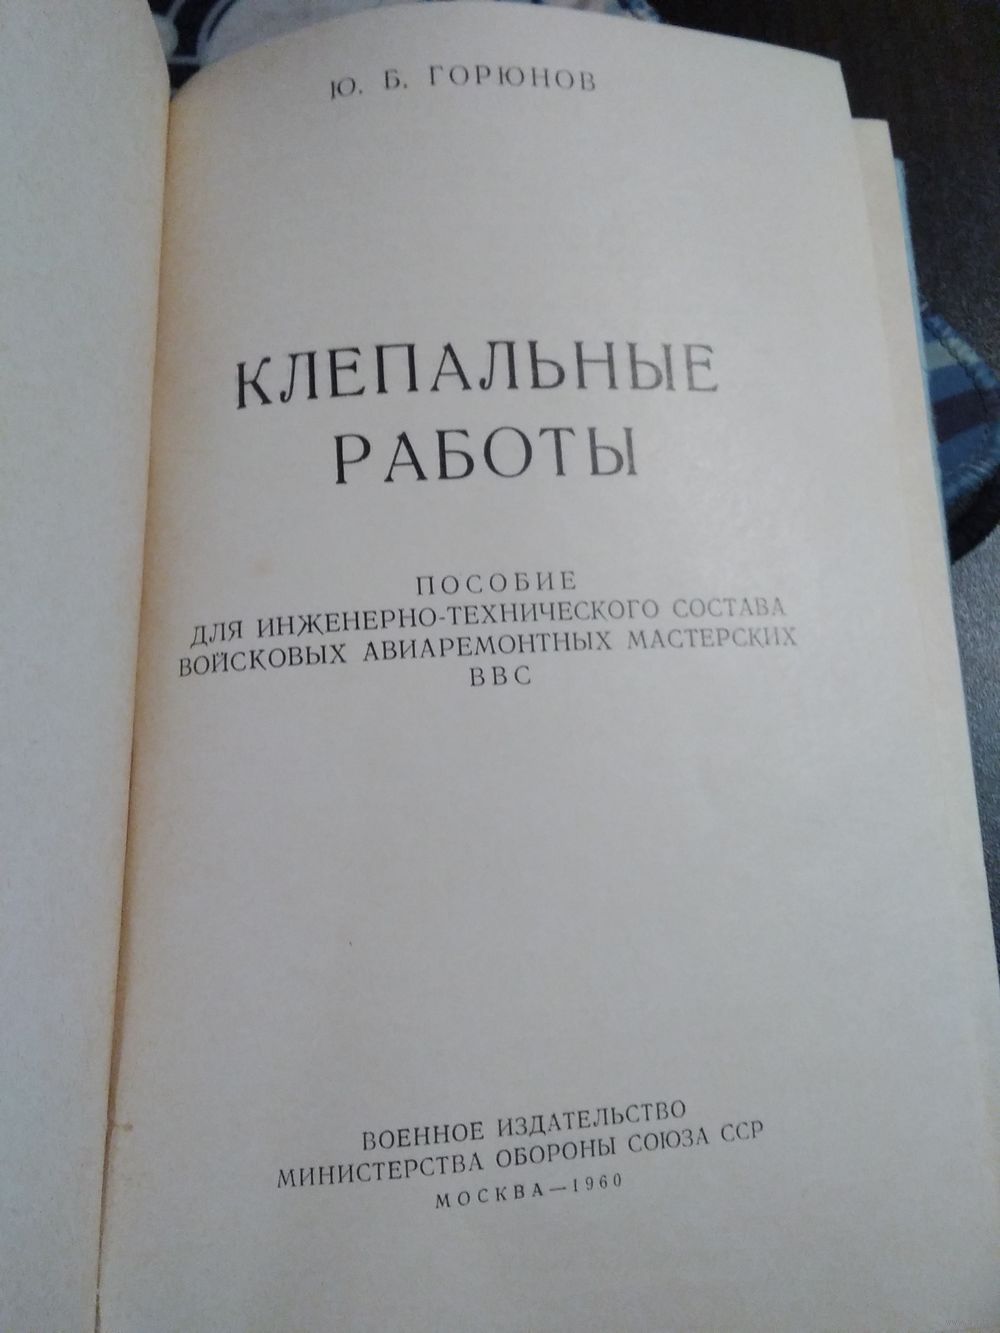 Ю. Б. ГОРЮНОВ
КЛЕПАЛЬНЫЕ
РАБОТЫ
ПОСОБИЕ
ДЛЯ ИНЖЕНЕРНО-ТЕХНИЧЕСКОГО СОСТАВА
ВОЙСКОВЫХ АВИАРЕМОНТНЫХ МАСТЕРСКИХ
ВВС
ВОЕННОЕ ИЗДАТЕЛЬСТВО
МИНИСТЕРСТВА ОБОРОНЫ СОЮЗА ССР
МОСКВА—1960